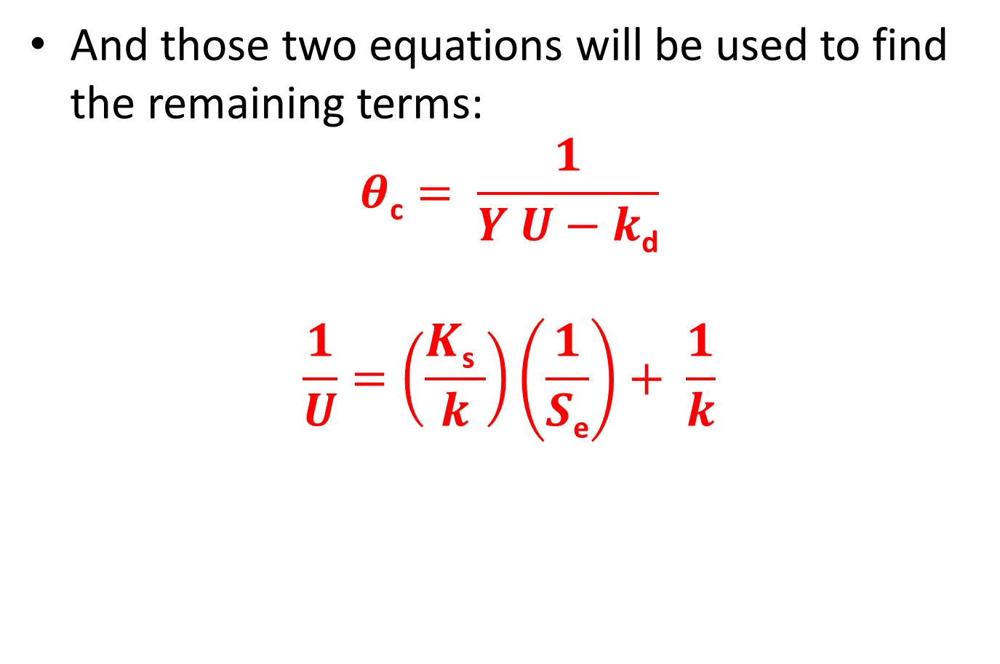 • And those two equations will be used to find
the remaining terms:
θc = 1 / (Y U − kd)
1/U = (Ks/k) (1/Se) + 1/k